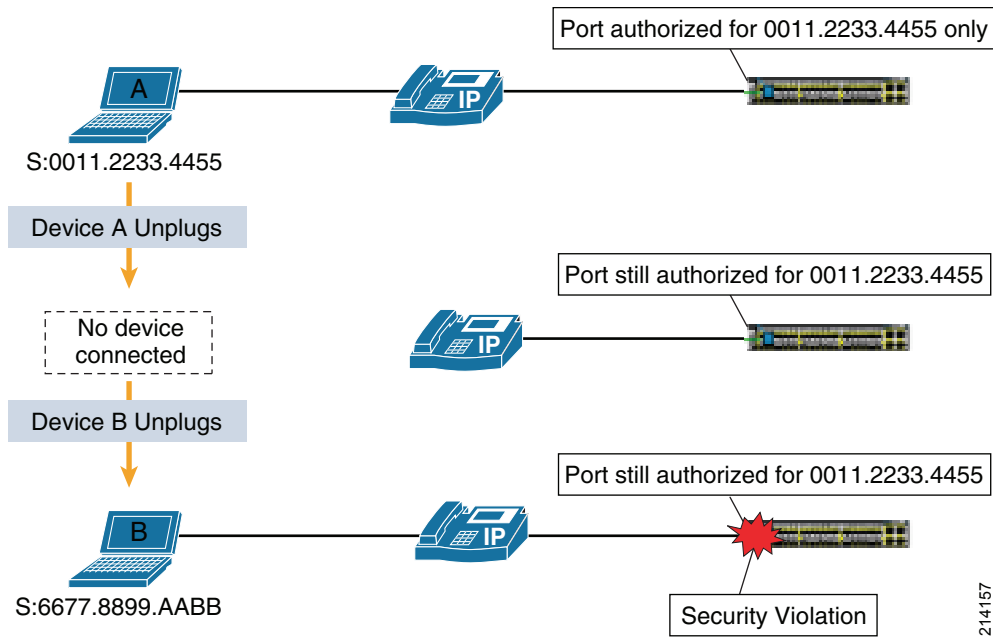 Port authorized for 0011.2233.4455 only
A
IP
S:0011.2233.4455
Device A Unplugs
Port still authorized for 0011.2233.4455
No device
connected
IP
Device B Unplugs
Port still authorized for 0011.2233.4455
B
IP
S:6677.8899.AABB
Security Violation
214157